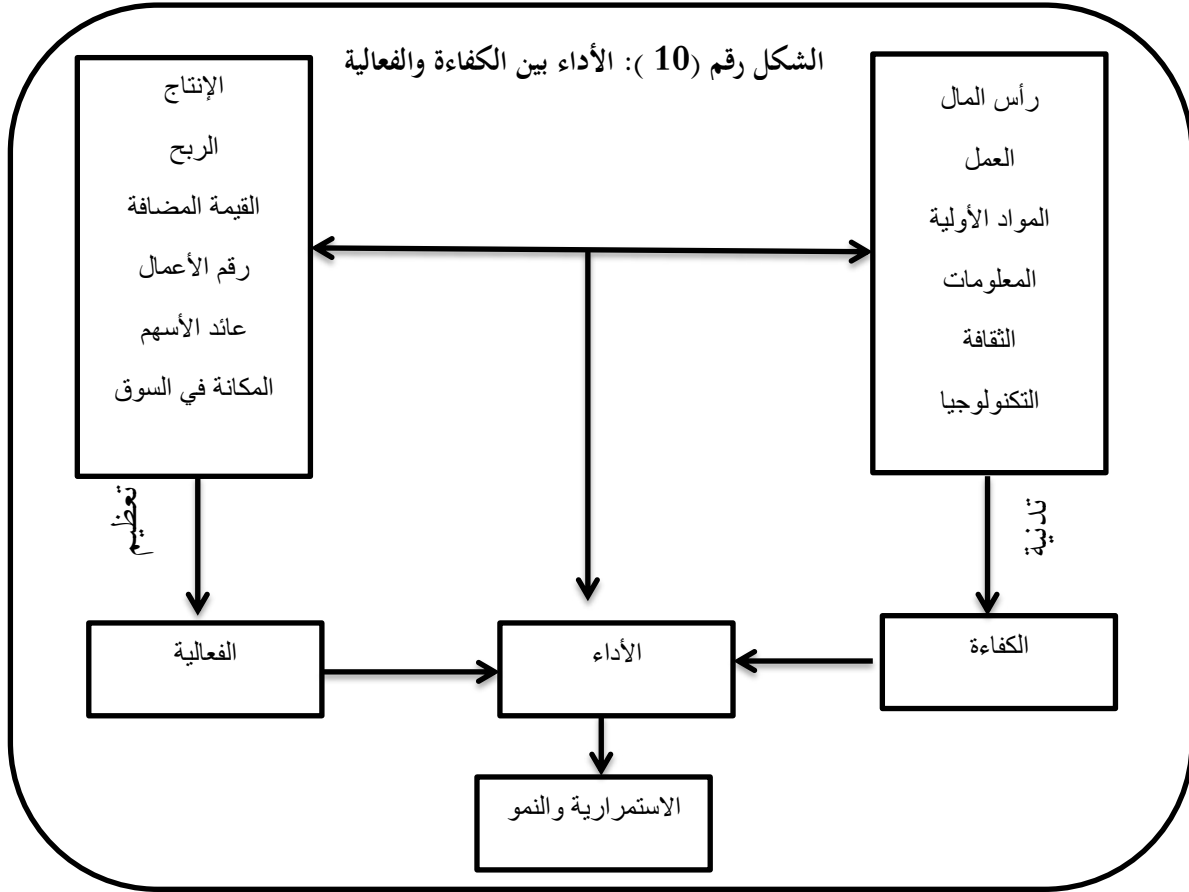 الشكل رقم (10 ): الأداء بين الكفاءة والفعالية
رأس المال
العمل
المواد الأولية
المعلومات
الثقافة
التكنولوجيا
الإنتاج
الربح
القيمة المضافة
رقم الأعمال
عائد الأسهم
المكانة في السوق
تدنية
تعظيم
الكفاءة
الأداء
الفعالية
الاستمرارية والنمو